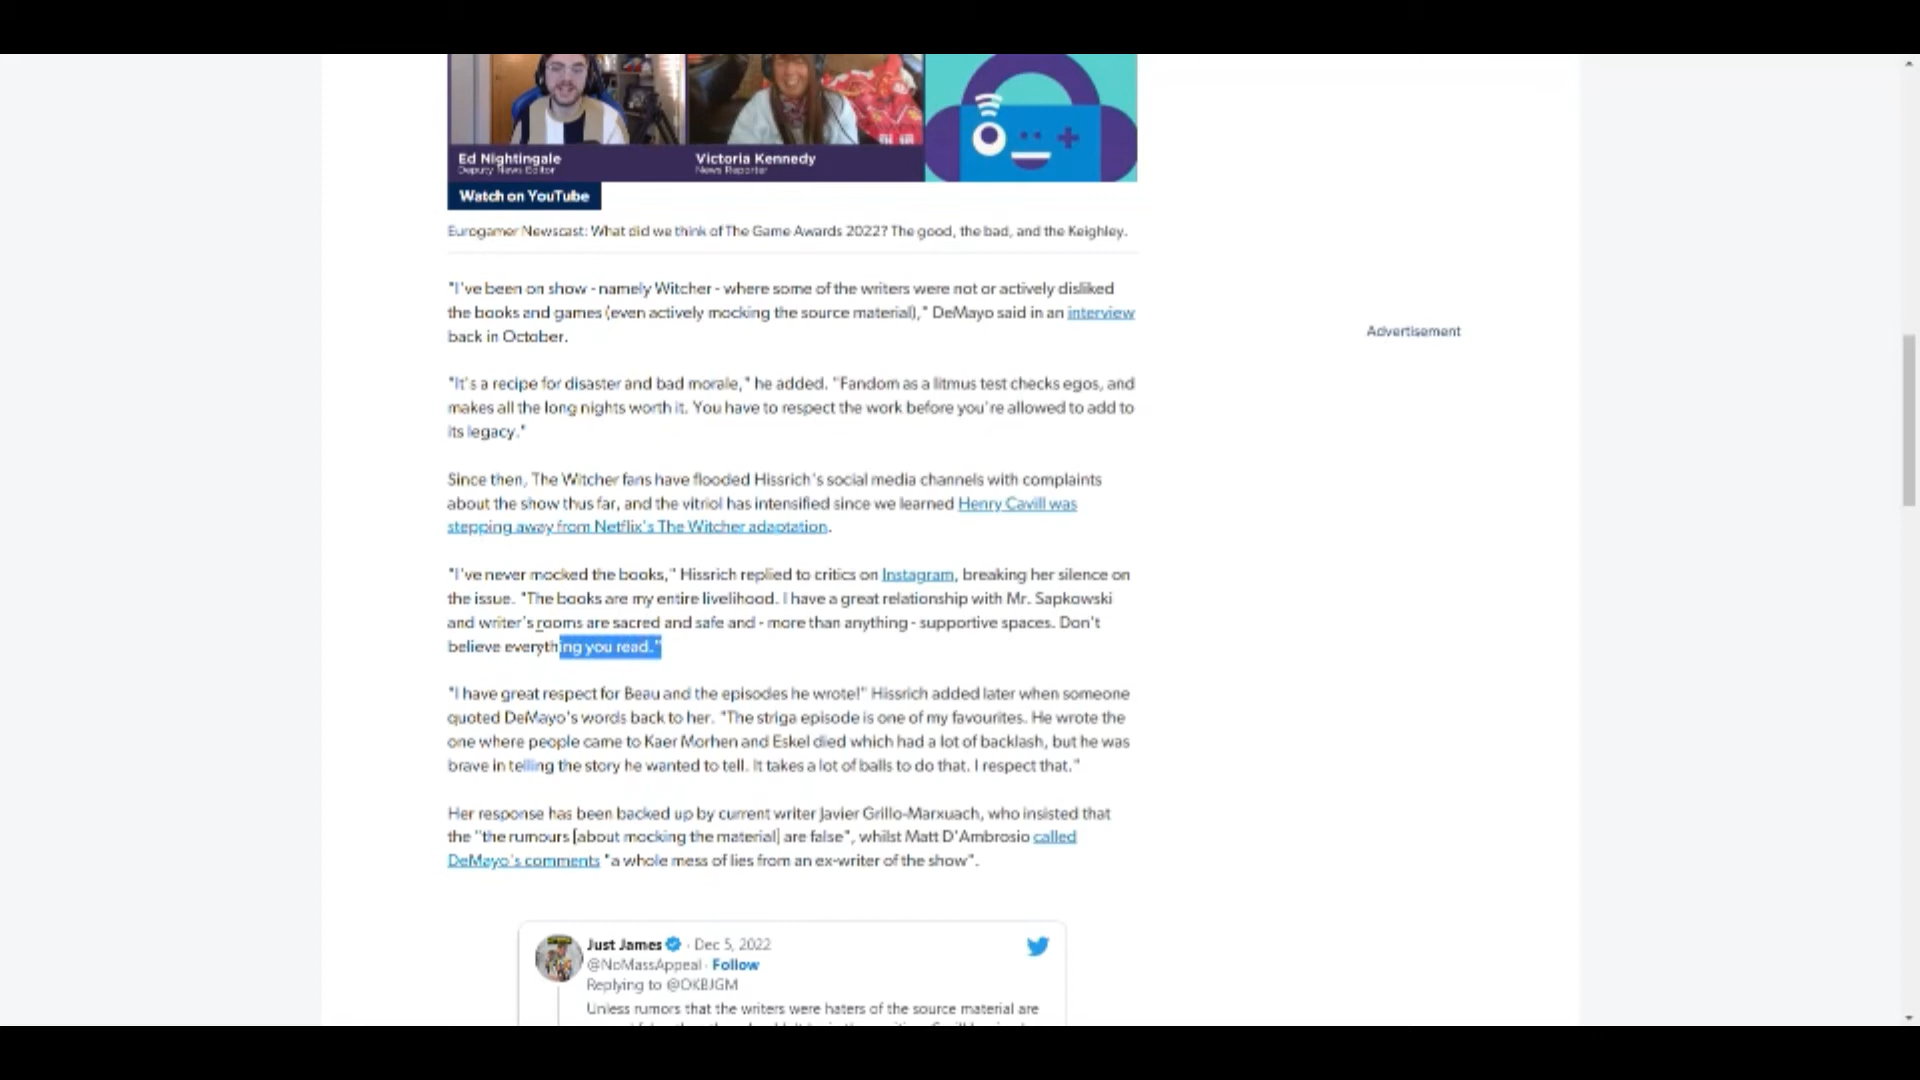 Ed Nightingale
Deputy News Editor
Victoria Kennedy
News Reporter
Watch on YouTube
Eurogamer Newscast: What did we think of The Game Awards 2022? The good, the bad, and the Keighley.
"I've been on show - namely Witcher - where some of the writers were not or actively disliked
the books and games (even actively mocking the source material)," DeMayo said in an interview
back in October.
Advertisement
"It's a recipe for disaster and bad morale," he added. "Fandom as a litmus test checks egos, and
makes all the long nights worth it. You have to respect the work before you're allowed to add to
its legacy."
Since then, The Witcher fans have flooded Hissrich's social media channels with complaints
about the show thus far, and the vitriol has intensified since we learned Henry Cavill was
stepping away from Netflix's The Witcher adaptation.
"I've never mocked the books," Hissrich replied to critics on Instagram, breaking her silence on
the issue. "The books are my entire livelihood. I have a great relationship with Mr. Sapkowski
and writer's rooms are sacred and safe and - more than anything - supportive spaces. Don't
believe everything you read."
"I have great respect for Beau and the episodes he wrote!" Hissrich added later when someone
quoted DeMayo's words back to her. "The striga episode is one of my favourites. He wrote the
one where people came to Kaer Morhen and Eskel died which had a lot of backlash, but he was
brave in telling the story he wanted to tell. It takes a lot of balls to do that. I respect that."
Her response has been backed up by current writer Javier Grillo-Marxuach, who insisted that
the "the rumours [about mocking the material] are false", whilst Matt D'Ambrosio called
DeMayo's comments "a whole mess of lies from an ex-writer of the show".
Just James · Dec 5, 2022
@NoMassAppeal · Follow
Replying to @OKBJGM
Unless rumors that the writers were haters of the source material are